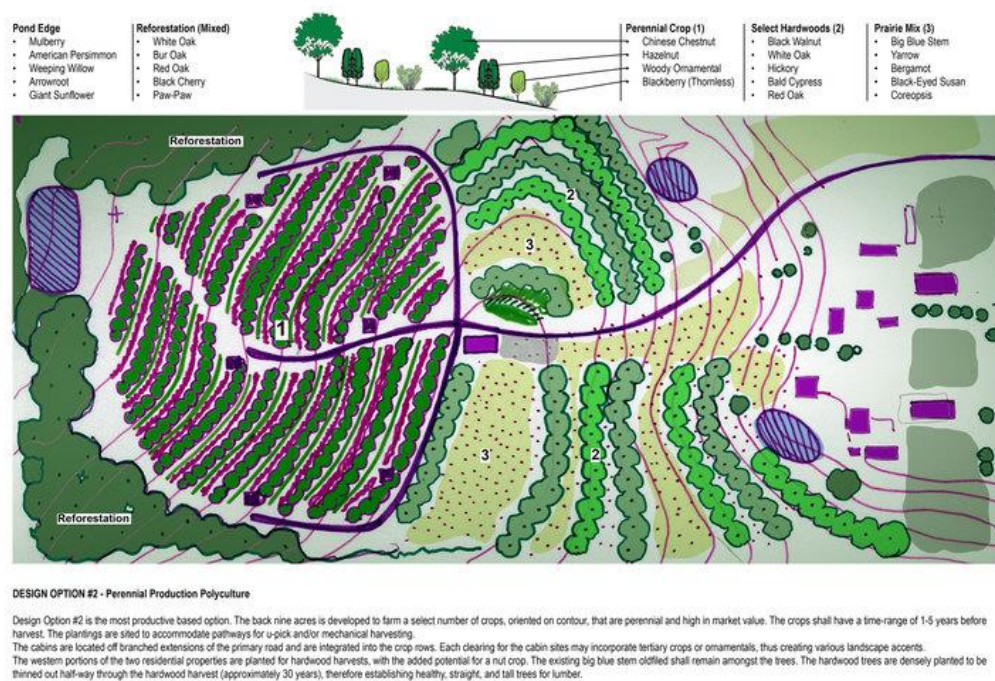 Pond Edge
• Mulberry
• American Persimmon
• Weeping Willow
• Arrowroot
• Giant Sunflower
Reforestation (Mixed)
• White Oak
• Bur Oak
• Red Oak
• Black Cherry
• Paw-Paw
Perennial Crop (1)
• Chinese Chestnut
• Hazelnut
• Woody Ornamental
• Blackberry (Thornless)
Select Hardwoods (2)
• Black Walnut
• White Oak
• Hickory
• Bald Cypress
• Red Oak
Prairie Mix (3)
• Big Blue Stem
• Yarrow
• Bergamot
• Black-Eyed Susan
• Coreopsis
Reforestation
2
3
1
3
2
Reforestation
DESIGN OPTION #2 - Perennial Production Polyculture
Design Option #2 is the most productive based option. The back nine acres is developed to farm a select number of crops, oriented on contour, that are perennial and high in market value. The crops shall have a time-range of 1-5 years before
harvest. The plantings are sited to accommodate pathways for u-pick and/or mechanical harvesting.
The cabins are located off branched extensions of the primary road and are integrated into the crop rows. Each clearing for the cabin sites may incorporate tertiary crops or ornamentals, thus creating various landscape accents.
The western portions of the two residential properties are planted for hardwood harvests, with the added potential for a nut crop. The existing big blue stem oldfiled shall remain amongst the trees. The hardwood trees are densely planted to be
thinned out half-way through the hardwood harvest (approximately 30 years), therefore establishing healthy, straight, and tall trees for lumber.